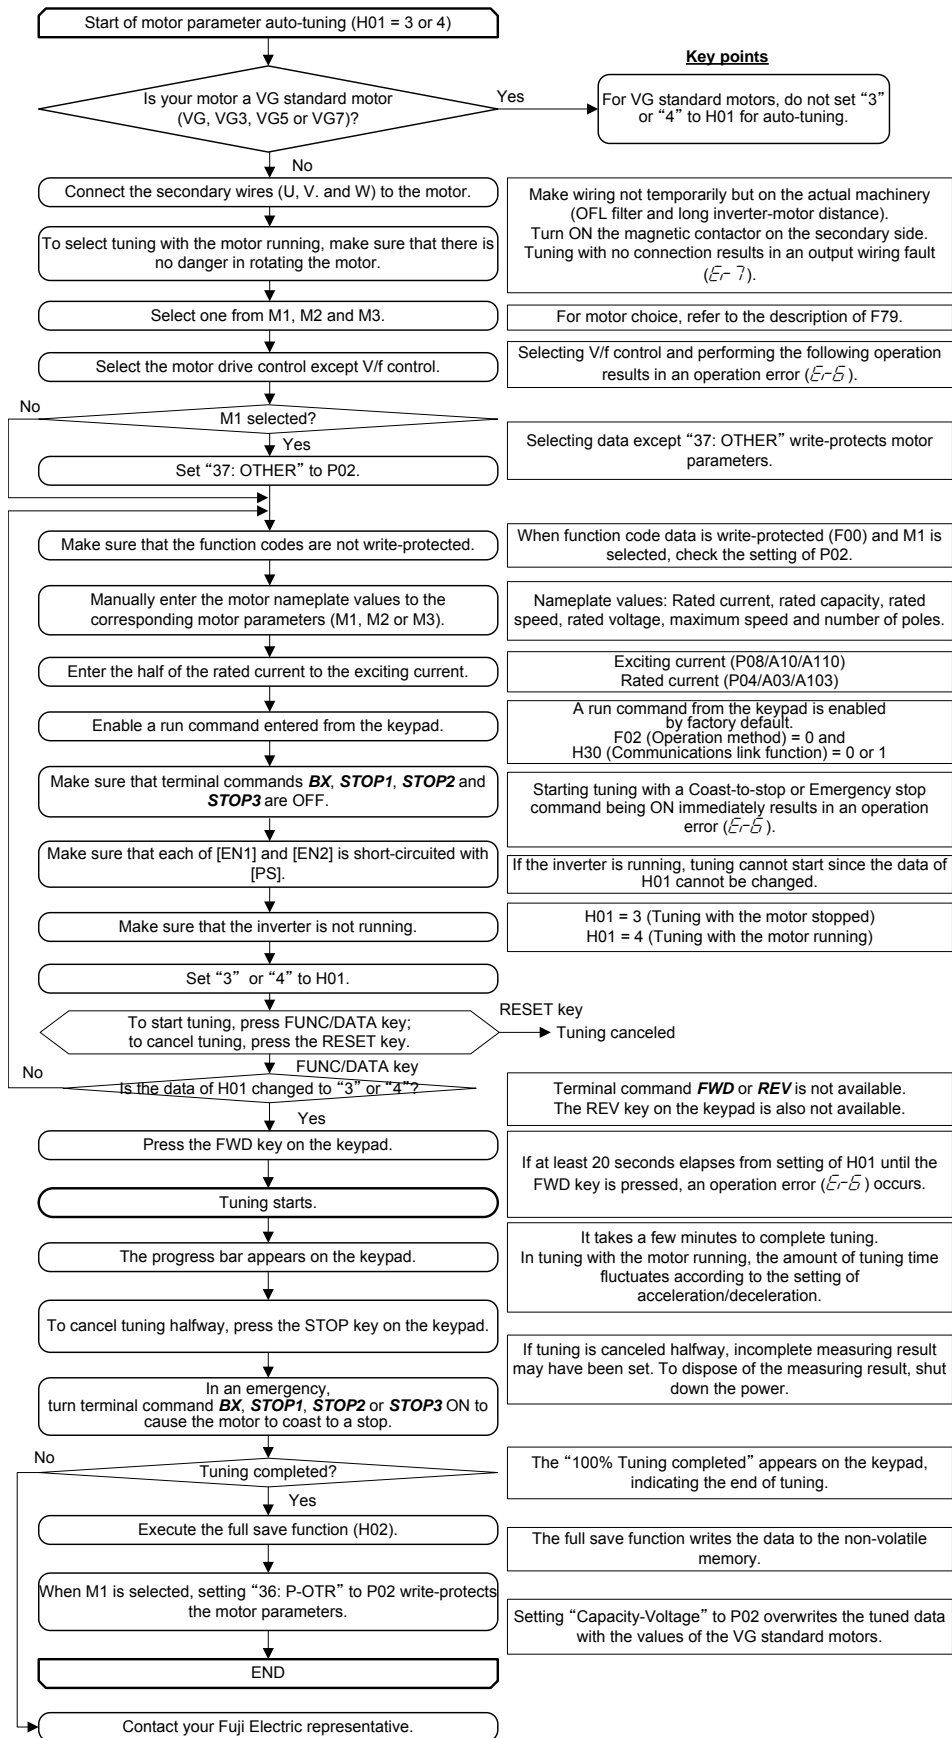 Start of motor parameter auto-tuning (H01 = 3 or 4)
Key points
Is your motor a VG standard motor
(VG, VG3, VG5 or VG7)?
Yes
For VG standard motors, do not set “3”
or “4” to H01 for auto-tuning.
No
Connect the secondary wires (U, V. and W) to the motor.
Make wiring not temporarily but on the actual machinery
(OFL filter and long inverter-motor distance).
Turn ON the magnetic contactor on the secondary side.
Tuning with no connection results in an output wiring fault
(Er-7).
To select tuning with the motor running, make sure that there is
no danger in rotating the motor.
Select one from M1, M2 and M3.
For motor choice, refer to the description of F79.
Select the motor drive control except V/f control.
Selecting V/f control and performing the following operation
results in an operation error (Er-6).
No
M1 selected?
Yes
Set “37: OTHER” to P02.
Selecting data except “37: OTHER” write-protects motor
parameters.
Make sure that the function codes are not write-protected.
When function code data is write-protected (F00) and M1 is
selected, check the setting of P02.
Manually enter the motor nameplate values to the
corresponding motor parameters (M1, M2 or M3).
Nameplate values: Rated current, rated capacity, rated
speed, rated voltage, maximum speed and number of poles.
Enter the half of the rated current to the exciting current.
Exciting current (P08/A10/A110)
Rated current (P04/A03/A103)
Enable a run command entered from the keypad.
A run command from the keypad is enabled
by factory default.
F02 (Operation method) = 0 and
H30 (Communications link function) = 0 or 1
Make sure that terminal commands BX, STOP1, STOP2 and
STOP3 are OFF.
Starting tuning with a Coast-to-stop or Emergency stop
command being ON immediately results in an operation
error (Er-6).
Make sure that each of [EN1] and [EN2] is short-circuited with
[PS].
If the inverter is running, tuning cannot start since the data of
H01 cannot be changed.
Make sure that the inverter is not running.
H01 = 3 (Tuning with the motor stopped)
H01 = 4 (Tuning with the motor running)
Set “3” or “4” to H01.
To start tuning, press FUNC/DATA key;
to cancel tuning, press the RESET key.
RESET key
Tuning canceled
FUNC/DATA key
No
Is the data of H01 changed to “3” or “4”?
Yes
Terminal command FWD or REV is not available.
The REV key on the keypad is also not available.
Press the FWD key on the keypad.
If at least 20 seconds elapses from setting of H01 until the
FWD key is pressed, an operation error (Er-6) occurs.
Tuning starts.
The progress bar appears on the keypad.
It takes a few minutes to complete tuning.
In tuning with the motor running, the amount of tuning time
fluctuates according to the setting of
acceleration/deceleration.
To cancel tuning halfway, press the STOP key on the keypad.
If tuning is canceled halfway, incomplete measuring result
may have been set. To dispose of the measuring result, shut
down the power.
In an emergency,
turn terminal command BX, STOP1, STOP2 or STOP3 ON to
cause the motor to coast to a stop.
No
Tuning completed?
Yes
The “100% Tuning completed” appears on the keypad,
indicating the end of tuning.
Execute the full save function (H02).
The full save function writes the data to the non-volatile
memory.
When M1 is selected, setting “36: P-OTR” to P02 write-protects
the motor parameters.
Setting “Capacity-Voltage” to P02 overwrites the tuned data
with the values of the VG standard motors.
END
Contact your Fuji Electric representative.